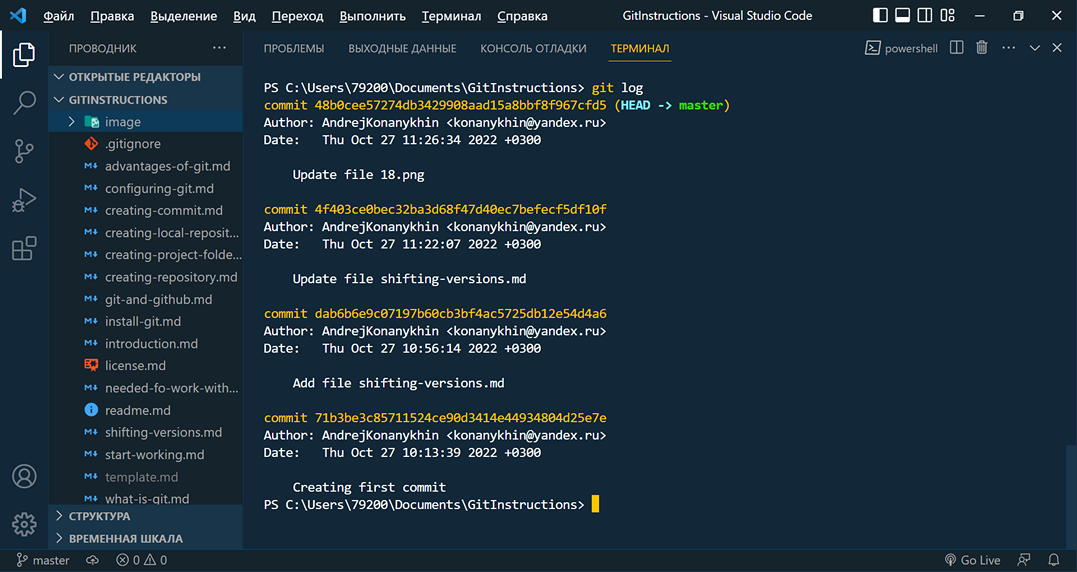 Файл Правка Выделение Вид Переход Выполнить Терминал Справка GitInstructions - Visual Studio Code
ПРОВОДНИК ...
ОТКРЫТЫЕ РЕДАКТОРЫ
GITINSTRUCTIONS
image
.gitignore
advantages-of-git.md
configuring-git.md
creating-commit.md
creating-local-reposit...
creating-project-folde...
creating-repository.md
git-and-github.md
install-git.md
introduction.md
license.md
needed-fo-work-with...
readme.md
shifting-versions.md
start-working.md
template.md
what-is-git.md
СТРУКТУРА
ВРЕМЕННАЯ ШКАЛА
ПРОБЛЕМЫ ВЫХОДНЫЕ ДАННЫЕ КОНСОЛЬ ОТЛАДКИ ТЕРМИНАЛ powershell ...
PS C:\Users\79200\Documents\GitInstructions> git log
commit 48b0cee57274db3429908aad15a8bbf8f967cfd5 (HEAD -> master)
Author: AndrejKonanykhin <konanykhin@yandex.ru>
Date:   Thu Oct 27 11:26:34 2022 +0300
Update file 18.png
commit 4f403ce0bec32ba3d68f47d40ec7befecf5df10f
Author: AndrejKonanykhin <konanykhin@yandex.ru>
Date:   Thu Oct 27 11:22:07 2022 +0300
Update file shifting-versions.md
commit dab6b6e9c07197b60cb3bf4ac5725db12e54d4a6
Author: AndrejKonanykhin <konanykhin@yandex.ru>
Date:   Thu Oct 27 10:56:14 2022 +0300
Add file shifting-versions.md
commit 71b3be3c85711524ce90d3414e44934804d25e7e
Author: AndrejKonanykhin <konanykhin@yandex.ru>
Date:   Thu Oct 27 10:13:39 2022 +0300
Creating first commit
PS C:\Users\79200\Documents\GitInstructions>
master 0 0 Go Live